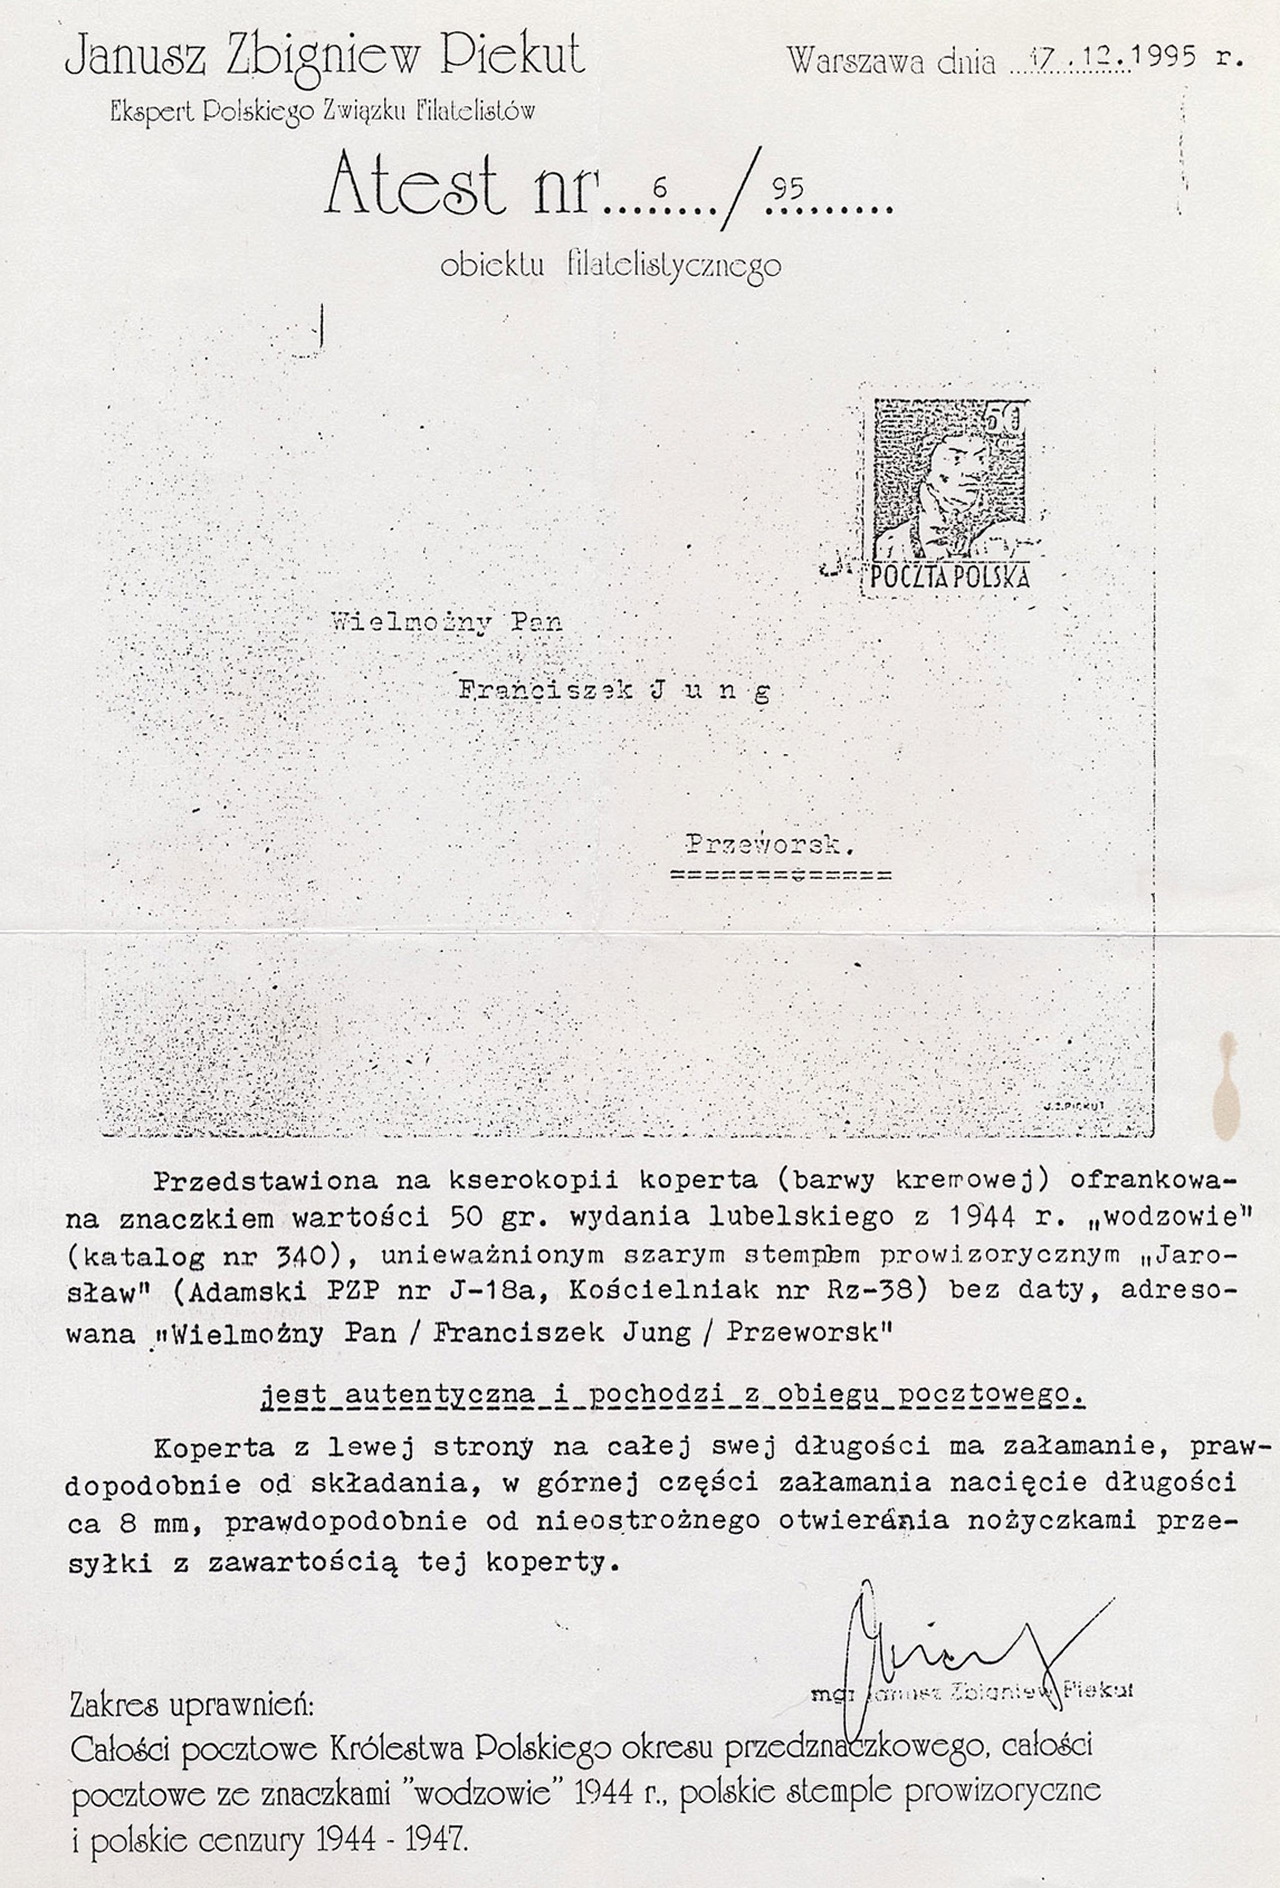 Janusz Zbigniew Piekut
Ekspert Polskiego Związku Filatelistów
Warszawa dnia 17.12.1995 r.
Atest nr........6......../......95.........
obiektu filatelistycznego
50
POCZTA POLSKA
Wielmożny Pan
Franciszek J u n g
Przeworsk.
=============
J.Z.PIEKUT
Przedstawiona na kserokopii koperta (barwy kremowej) ofrankowa-
na znaczkiem wartości 50 gr. wydania lubelskiego z 1944 r. „wodzowie"
(katalog nr 340), unieważnionym szarym stemplem prowizorycznym „Jaro-
sław" (Adamski PZP nr J-18a, Kościelniak nr Rz-38) bez daty, adreso-
wana „Wielmożny Pan / Franciszek Jung / Przeworsk"
jest autentyczna i pochodzi z obiegu pocztowego.
Koperta z lewej strony na całej swej długości ma załamanie, praw-
dopodobnie od składania, w górnej części załamania nacięcie długości
ca 8 mm, prawdopodobnie od nieostrożnego otwierania nożyczkami prze-
syłki z zawartością tej koperty.
mgr Janusz Zbigniew Piekut
Zakres uprawnień:
Całości pocztowe Królestwa Polskiego okresu przedznaczkowego, całości
pocztowe ze znaczkami "wodzowie" 1944 r., polskie stemple prowizoryczne
i polskie cenzury 1944 - 1947.